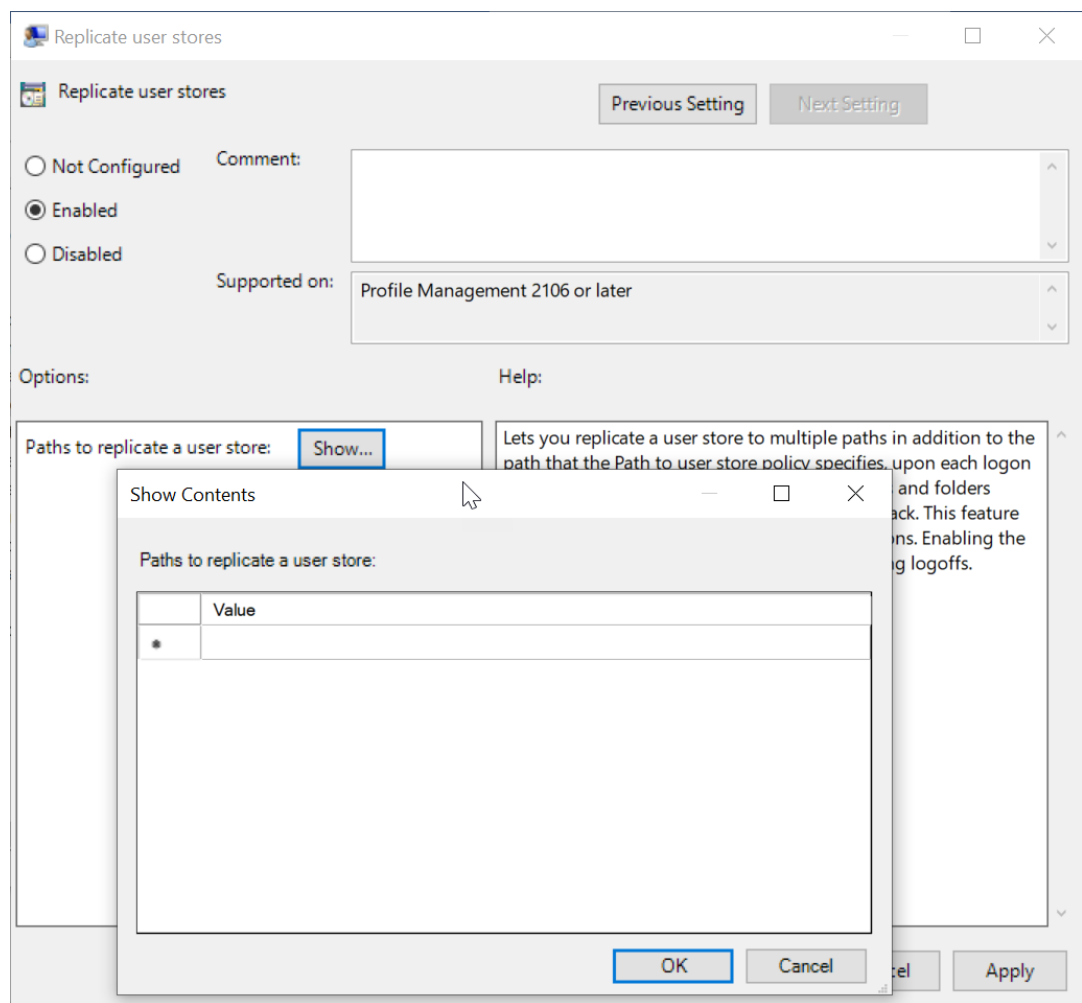 Replicate user stores
Replicate user stores
Previous Setting
Next Setting
Not Configured
Comment:
Enabled
Disabled
Supported on:
Profile Management 2106 or later
Options:
Help:
Paths to replicate a user store:
Show...
Lets you replicate a user store to multiple paths in addition to the
path that the Path to user store policy specifies, upon each logon
and folders
This feature
Enabling the
logoffs.
Show Contents
Paths to replicate a user store:
Value
OK
Cancel
Apply